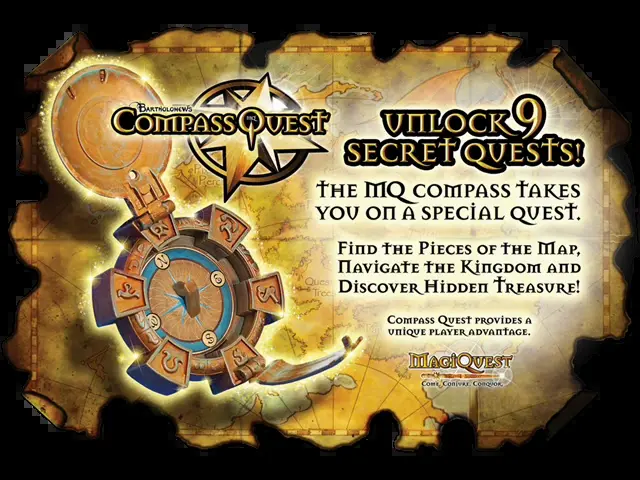 Bartholomew's
Compass Quest
Unlock 9
Secret Quests!
The MQ Compass takes
you on a special quest.
Find the Pieces of the Map,
Navigate the Kingdom and
Discover Hidden Treasure!
Compass Quest provides a
unique player advantage.
MagiQuest
Come. Conjure. Conquer.
N